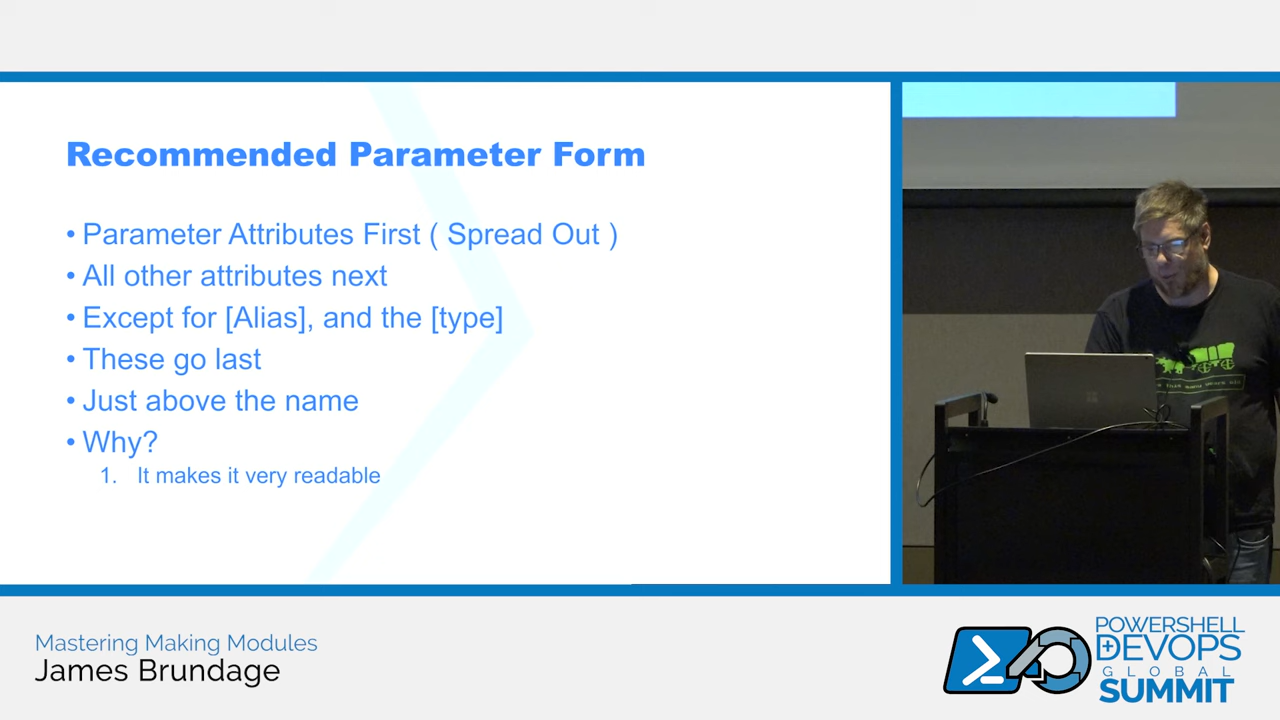 Recommended Parameter Form
• Parameter Attributes First ( Spread Out )
• All other attributes next
• Except for [Alias], and the [type]
• These go last
• Just above the name
• Why?
1. It makes it very readable
Mastering Making Modules
James Brundage
POWERSHELL
DEVOPS
GLOBAL
SUMMIT